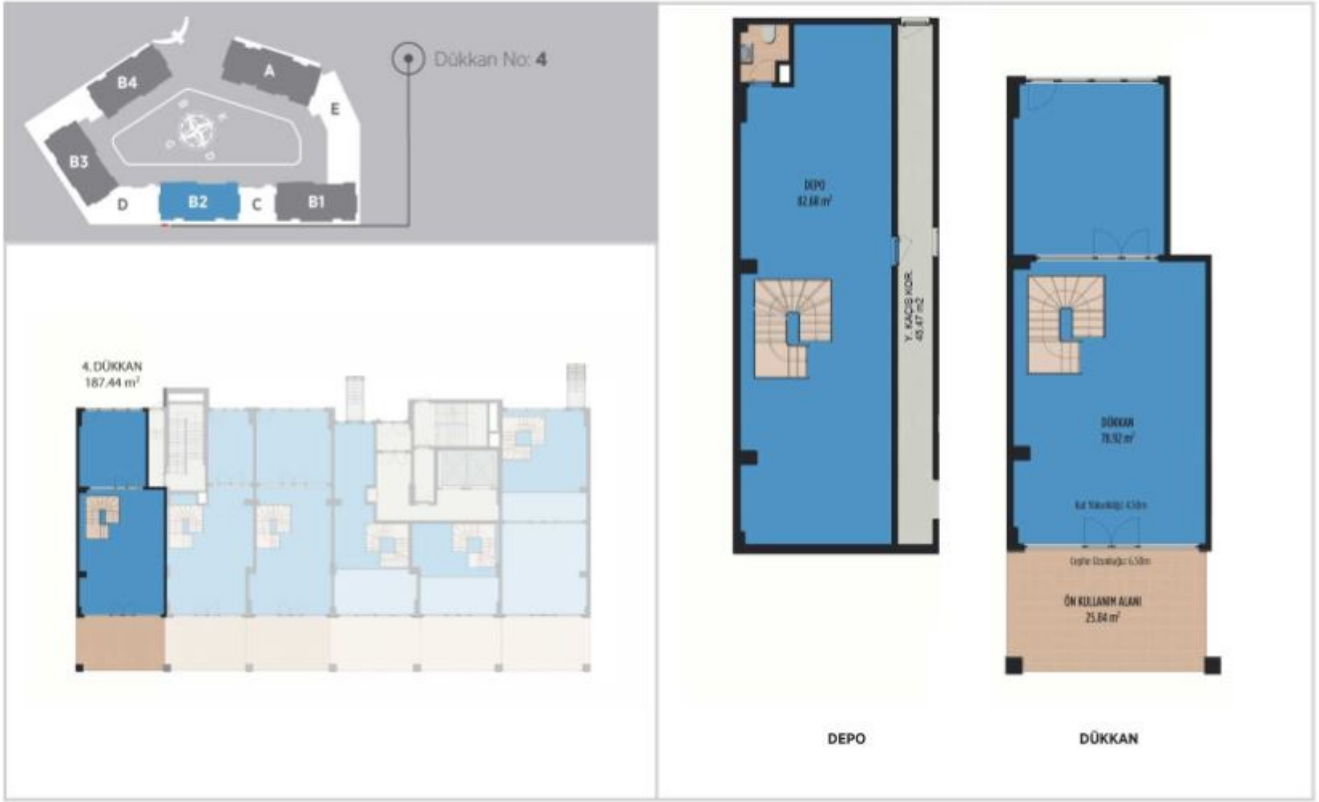 Dükkan No: 4
A
B4
E
B3
D
B2
C
B1
4. DÜKKAN
187.44 m²
DEPO
82.68 m²
Y. KAÇIŞ KOR.
45.47 m2
DÜKKAN
78.92 m²
Kat Yüksekliği: 4.50m
Cephe Uzunluğu: 6.50m
ÖN KULLANIM ALANI
25.84 m²
DEPO
DÜKKAN